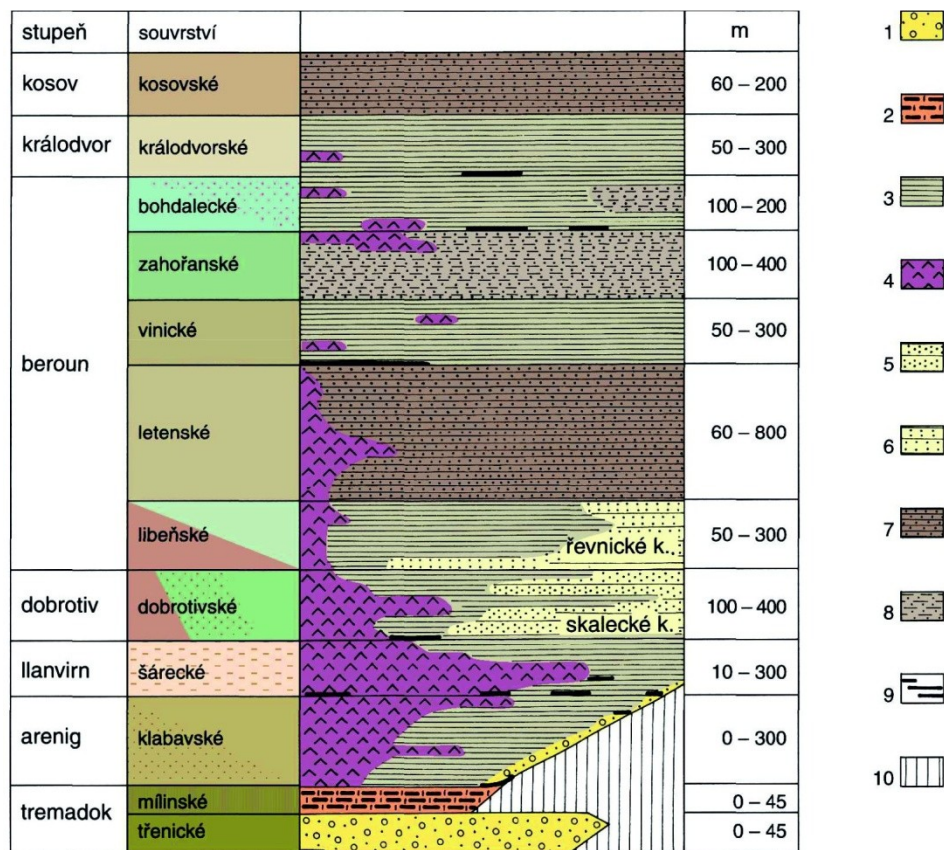 stupeň souvrství m
kosov kosovské 60 – 200
králodvor králodvorské 50 – 300
beroun
bohdalecké 100 – 200
zahořanské 100 – 400
vinické 50 – 300
letenské 60 – 800
libeňské řevnické k.. 50 – 300
dobrotiv dobrotivské skalecké k.. 100 – 400
llanvirn šárecké 10 – 300
arenig klabavské 0 – 300
tremadok
mílinské 0 – 45
třenické 0 – 45
1
2
3
4
5
6
7
8
9
10